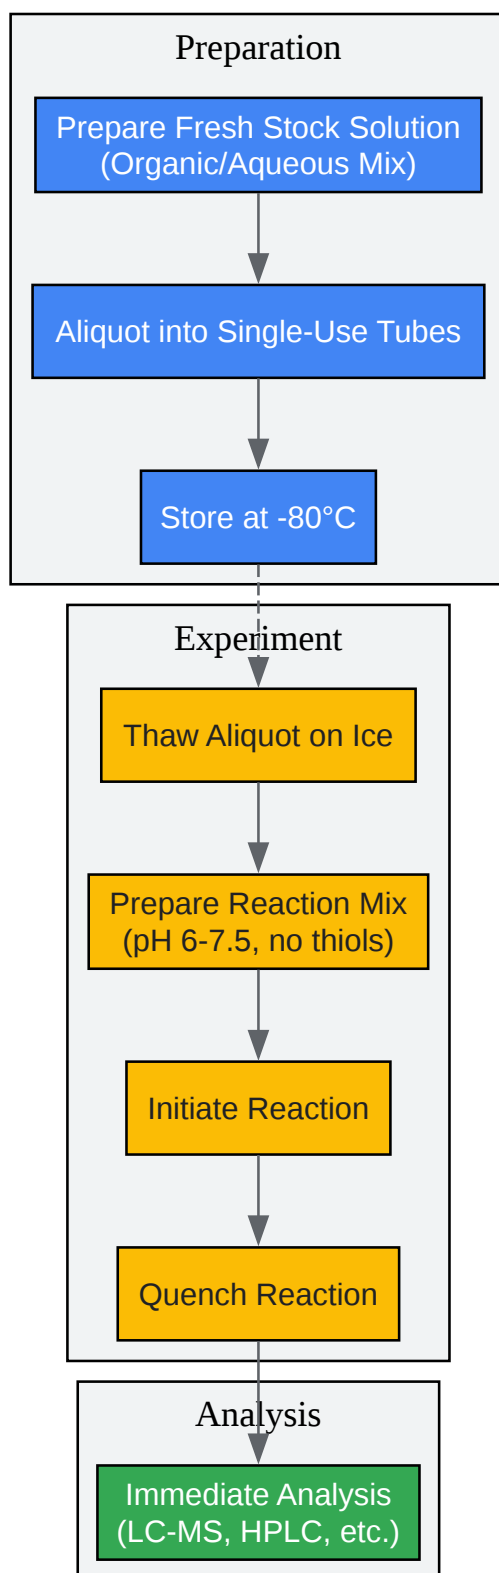 Preparation
Prepare Fresh Stock Solution
(Organic/Aqueous Mix)
Aliquot into Single-Use Tubes
Store at -80°C
Experiment
Thaw Aliquot on Ice
Prepare Reaction Mix
(pH 6-7.5, no thiols)
Initiate Reaction
Quench Reaction
Analysis
Immediate Analysis
(LC-MS, HPLC, etc.)